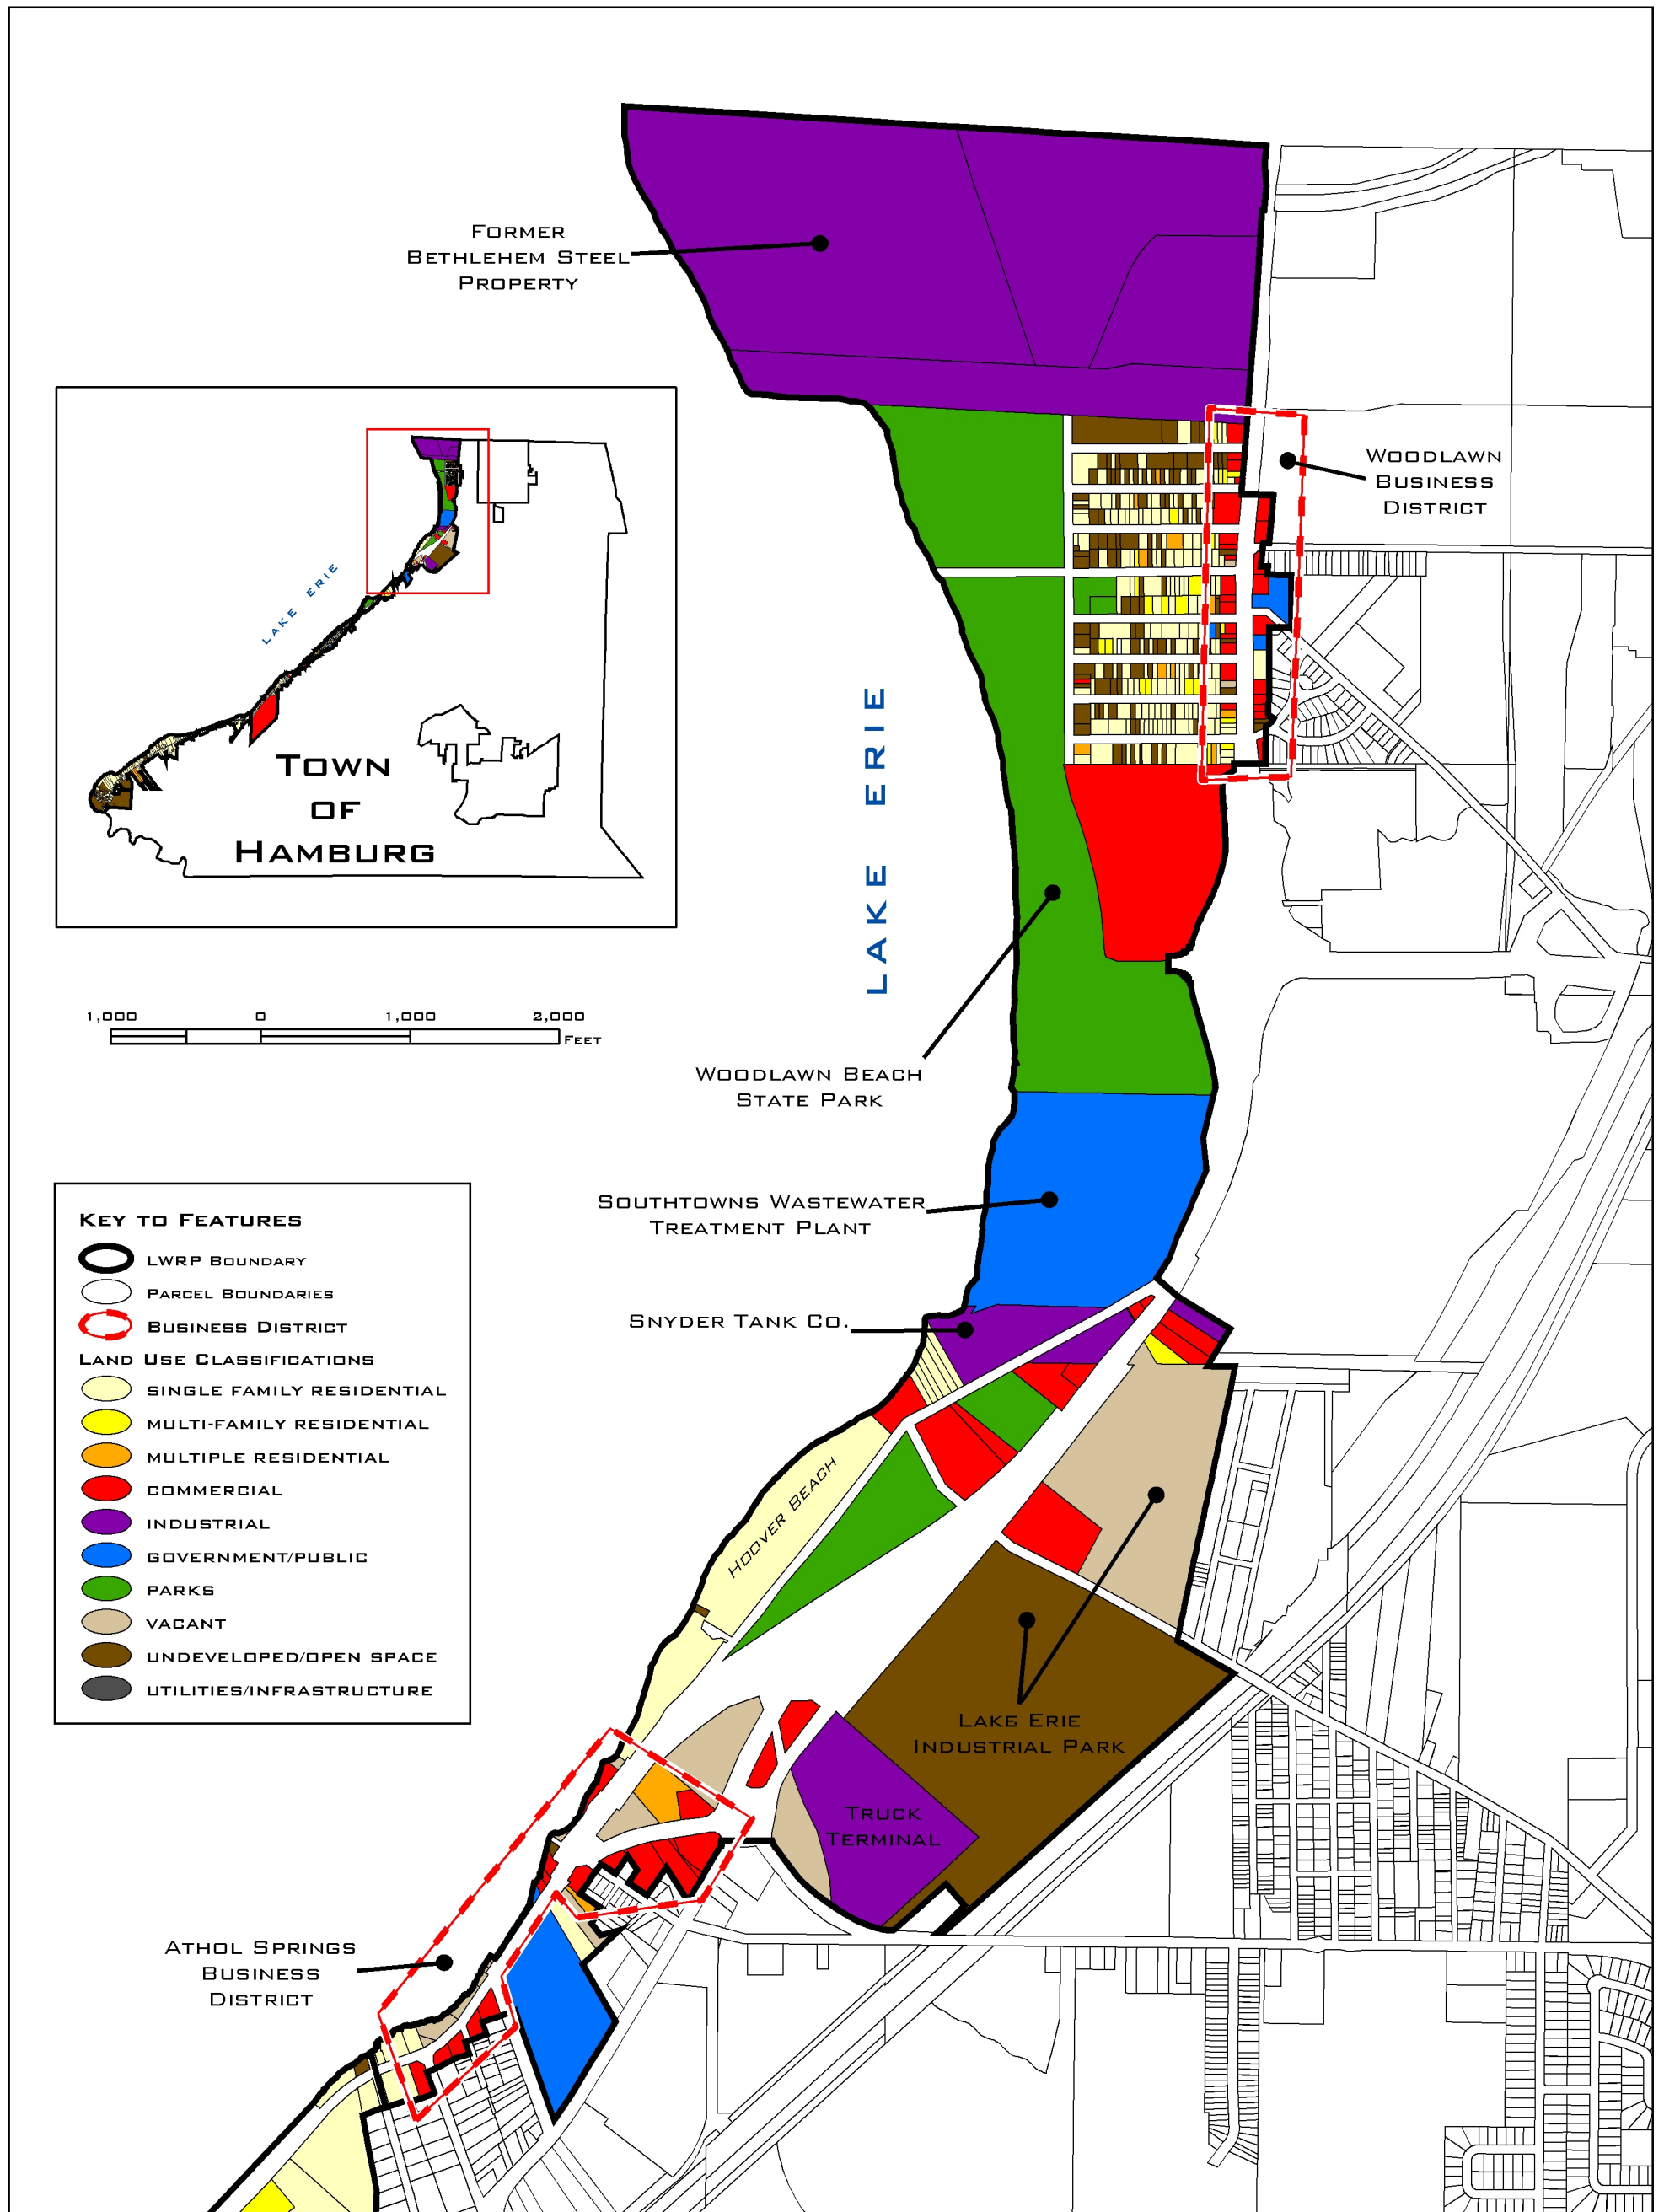 FORMER
BETHLEHEM STEEL
PROPERTY
WOODLAWN
BUSINESS
DISTRICT
LAKE ERIE
TOWN
OF
HAMBURG
LAKE ERIE
1,000 0 1,000 2,000
FEET
WOODLAWN BEACH
STATE PARK
SOUTHTOWNS WASTEWATER
TREATMENT PLANT
SNYDER TANK CO.
KEY TO FEATURES
LWRP BOUNDARY
PARCEL BOUNDARIES
BUSINESS DISTRICT
LAND USE CLASSIFICATIONS
SINGLE FAMILY RESIDENTIAL
MULTI-FAMILY RESIDENTIAL
MULTIPLE RESIDENTIAL
COMMERCIAL
INDUSTRIAL
GOVERNMENT/PUBLIC
PARKS
VACANT
UNDEVELOPED/OPEN SPACE
UTILITIES/INFRASTRUCTURE
HOOVER BEACH
LAKE ERIE
INDUSTRIAL PARK
TRUCK
TERMINAL
ATHOL SPRINGS
BUSINESS
DISTRICT